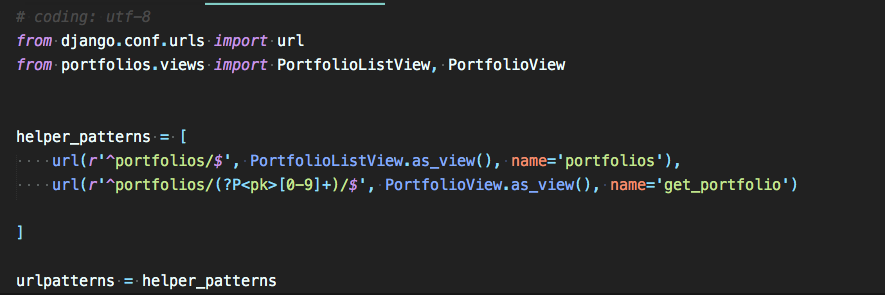 # coding: utf-8
from django.conf.urls import url
from portfolios.views import PortfolioListView, PortfolioView
helper_patterns = [
    url(r'^portfolios/$', PortfolioListView.as_view(), name='portfolios'),
    url(r'^portfolios/(?P<pk>[0-9]+)/$', PortfolioView.as_view(), name='get_portfolio')
]
urlpatterns = helper_patterns